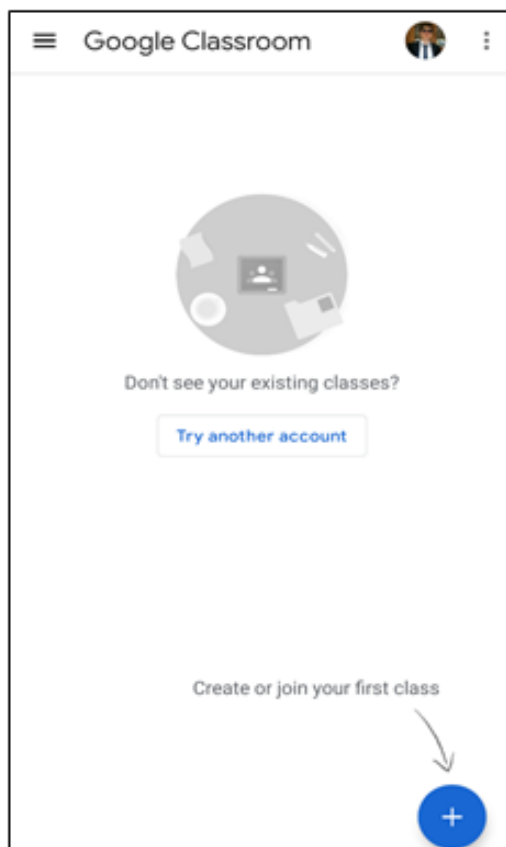 Google Classroom
Don't see your existing classes?
Try another account
Create or join your first class